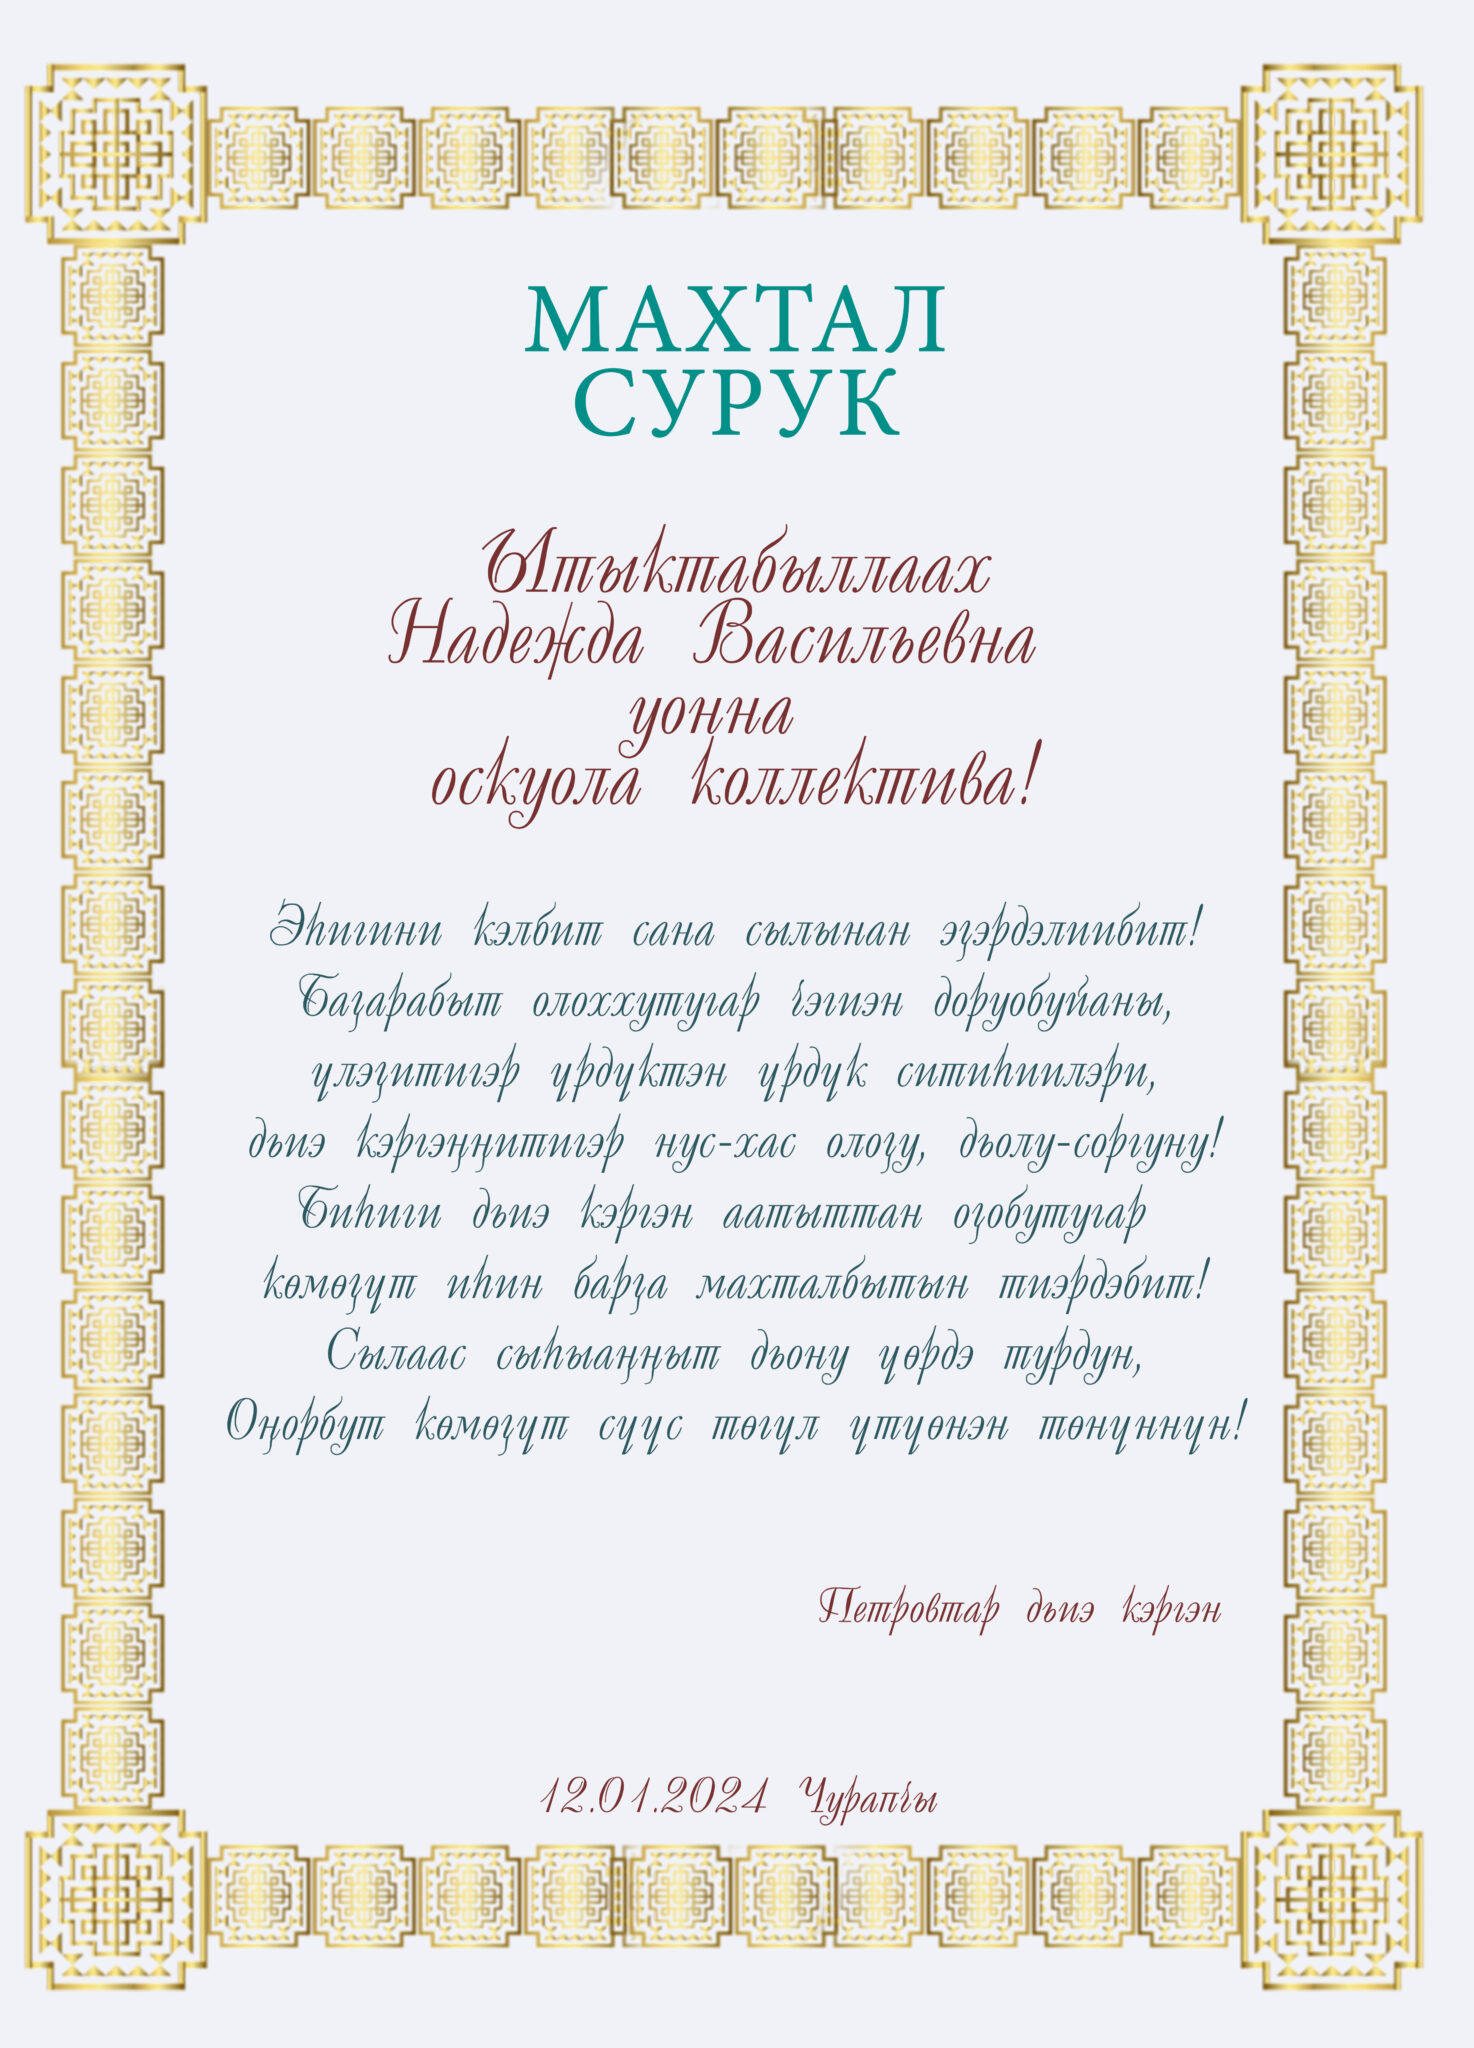 МАХТАЛ
СУРУК
Ытыктабыллаах
Надежда Васильевна
уонна
оскуола коллектива!
Эһигини кэлбит сана сылынан эҕэрдэлиибит!
Баҕарабыт олоххутугар чэгиэн доруобуйаны,
үлэҕитигэр үрдүктэн үрдүк ситиһиилэри,
дьиэ кэргэҥҥитигэр нус-хас олоҕу, дьолу-соргуну!
Биһиги дьиэ кэргэн аатыттан оҕобутугар
көмөҕүт иһин барҕа махталбытын тиэрдэбит!
Сылаас сыһыаҥҥыт дьону үөрдэ турдун,
Оҥорбут көмөҕүт сүүс төгүл үтүөнэн төнүннүн!
Петровтар дьиэ кэргэн
12.01.2024 Чурапчы